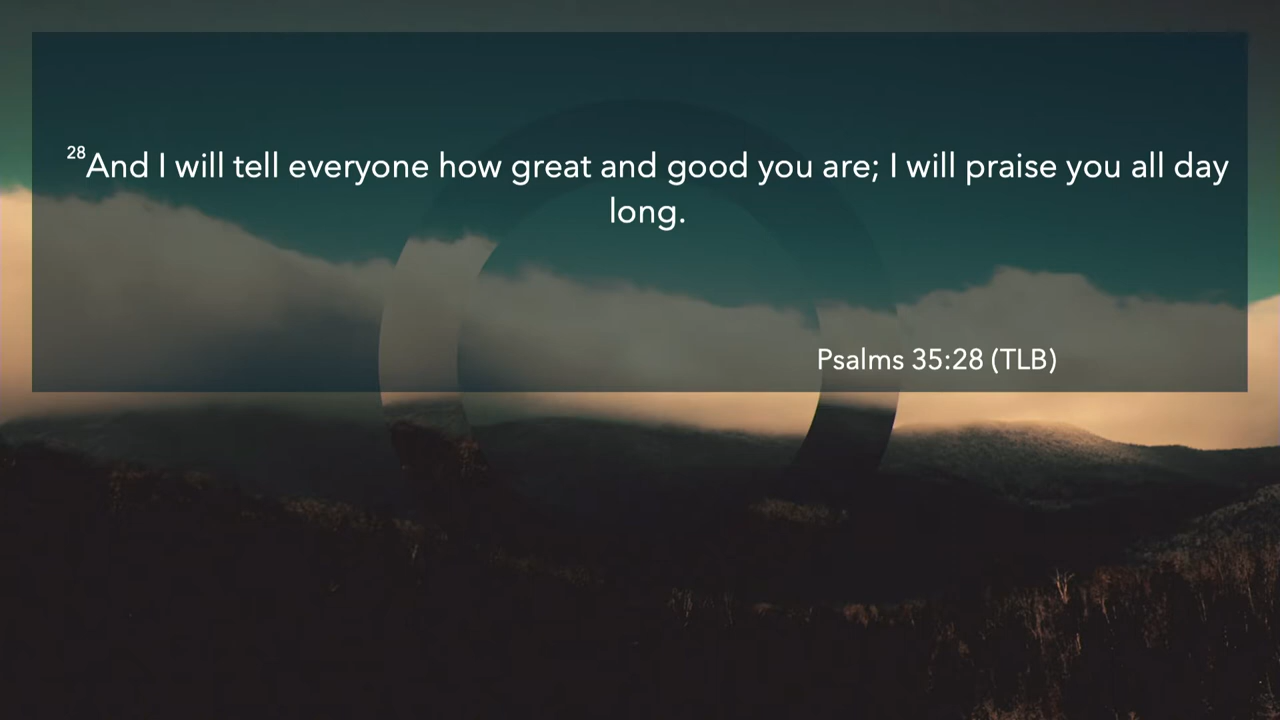 28And I will tell everyone how great and good you are; I will praise you all day
long.
Psalms 35:28 (TLB)